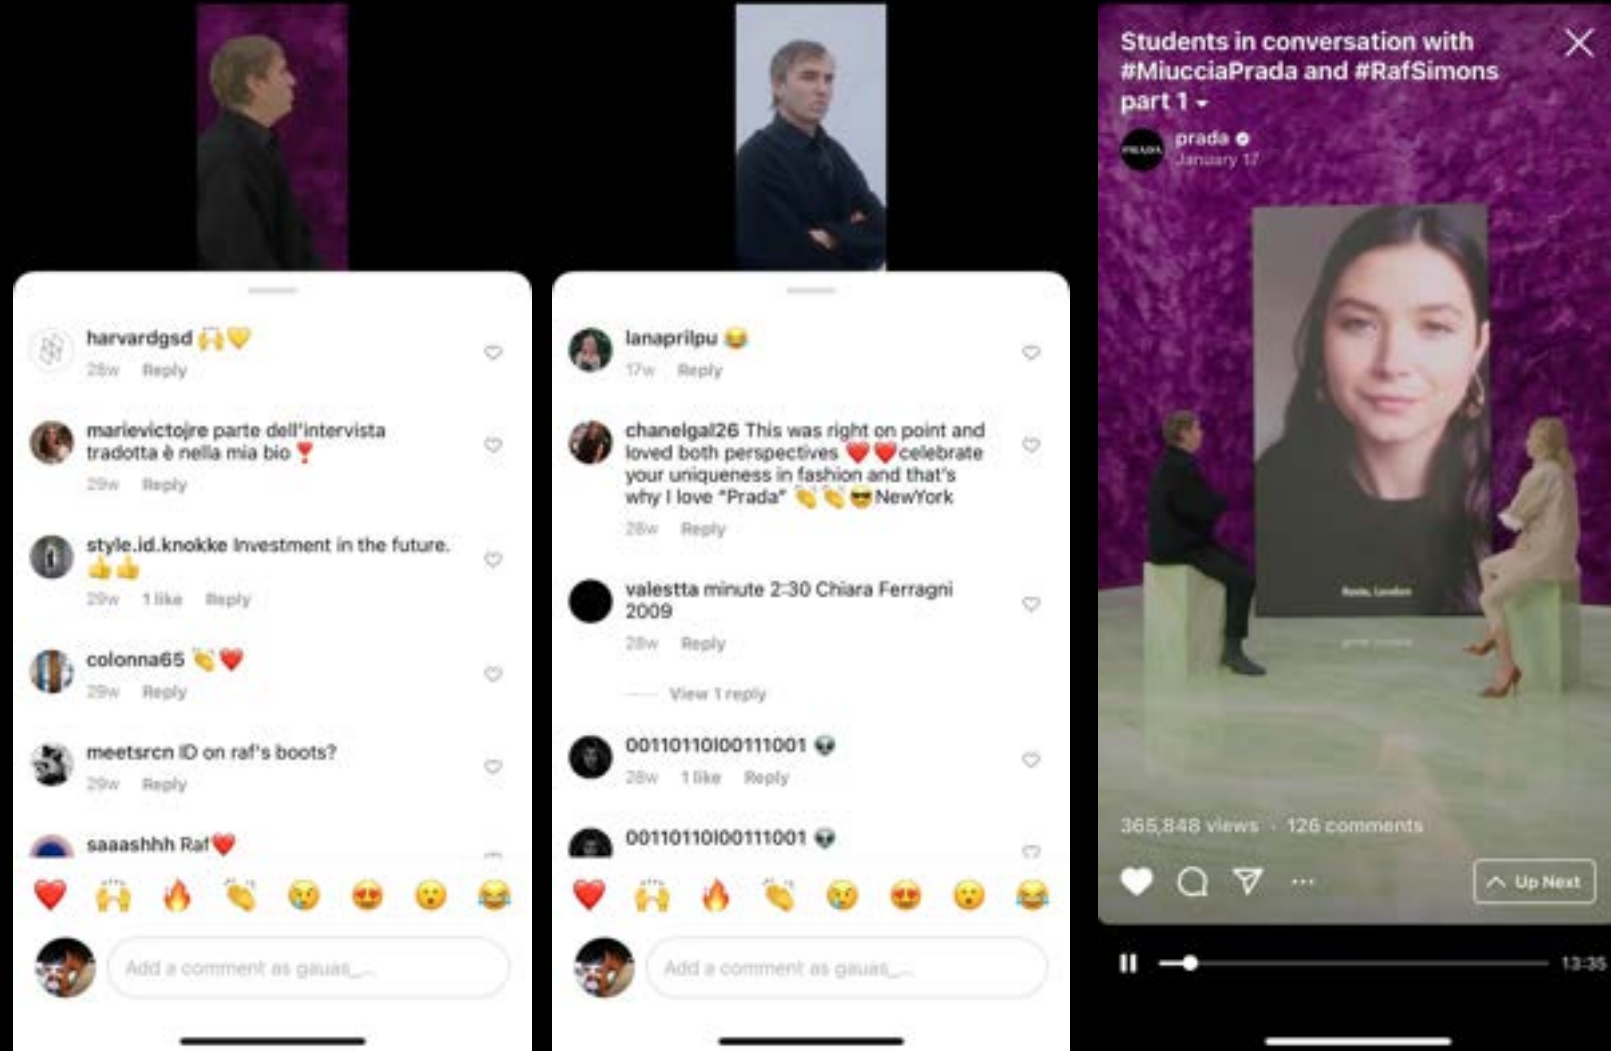 harvardgsd 🙌💛
28w Reply
marievictojre parte dell'intervista
tradotta è nella mia bio ❣️
29w Reply
style.id.knokke Investment in the future.
👍👍
29w 1 like Reply
colonna65 👏❤️
29w Reply
meetsrcn ID on raf's boots?
29w Reply
saaashhh Raf❤️
❤️ 🙌 🔥 👏 😢 😍 😮 😂
Add a comment as gauas_...
lanaprilpu 😂
17w Reply
chanelgal26 This was right on point and
loved both perspectives ❤️❤️celebrate
your uniqueness in fashion and that's
why I love "Prada" 👏👏😎NewYork
28w Reply
valestta minute 2:30 Chiara Ferragni
2009
28w Reply
View 1 reply
00110110I00111001 👽
28w 1 like Reply
00110110I00111001 👽
❤️ 🙌 🔥 👏 😢 😍 😮 😂
Add a comment as gauas_...
Students in conversation with
#MiucciaPrada and #RafSimons
part 1
PRADA
prada
January 17
London
365,848 views · 126 comments
Up Next
13:35